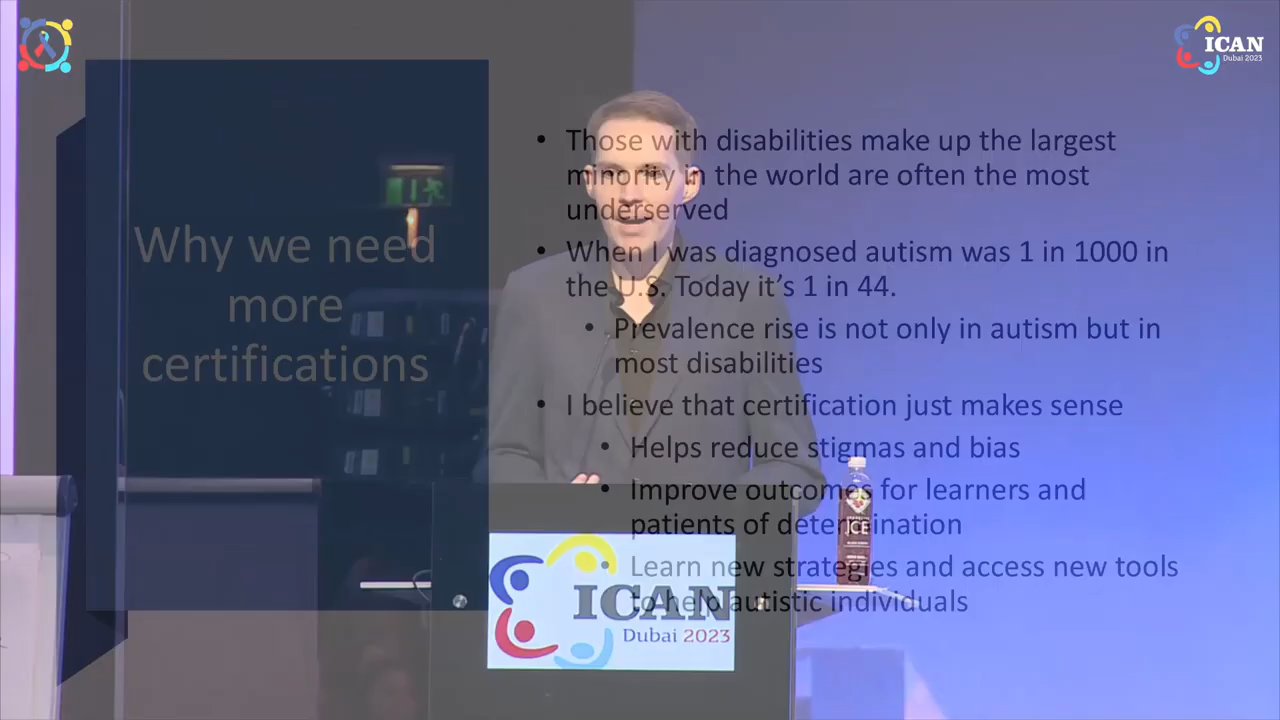 ICAN
Dubai 2023
Why we need
more
certifications
• Those with disabilities make up the largest
minority in the world are often the most
underserved
• When I was diagnosed autism was 1 in 1000 in
the U.S. Today it’s 1 in 44.
• Prevalence rise is not only in autism but in
most disabilities
• I believe that certification just makes sense
• Helps reduce stigmas and bias
• Improve outcomes for learners and
patients of determination
• Learn new strategies and access new tools
to help autistic individuals
ICE
ICAN
Dubai 2023